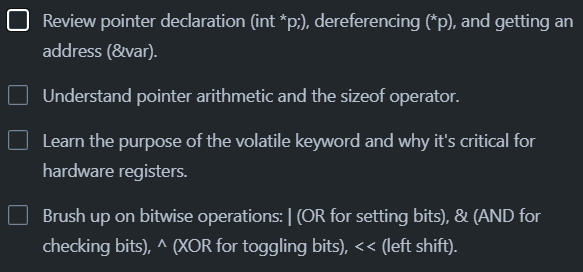 Review pointer declaration (int *p;), dereferencing (*p), and getting an
address (&var).
Understand pointer arithmetic and the sizeof operator.
Learn the purpose of the volatile keyword and why it's critical for
hardware registers.
Brush up on bitwise operations: | (OR for setting bits), & (AND for
checking bits), ^ (XOR for toggling bits), << (left shift).